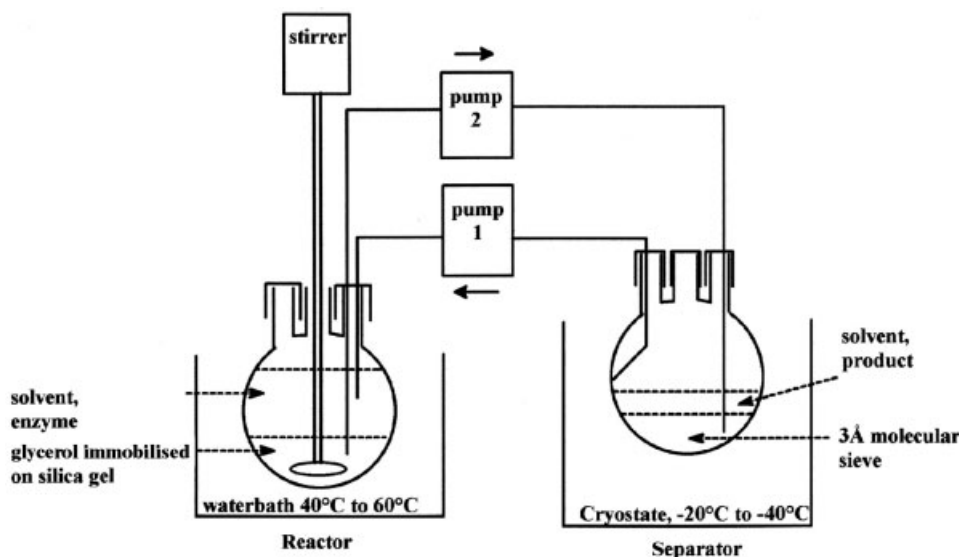 stirrer
pump
2
pump
1
solvent,
enzyme
glycerol immobilised
on silica gel
waterbath 40°C to 60°C
Reactor
solvent,
product
3Å molecular
sieve
Cryostate, -20°C to -40°C
Separator